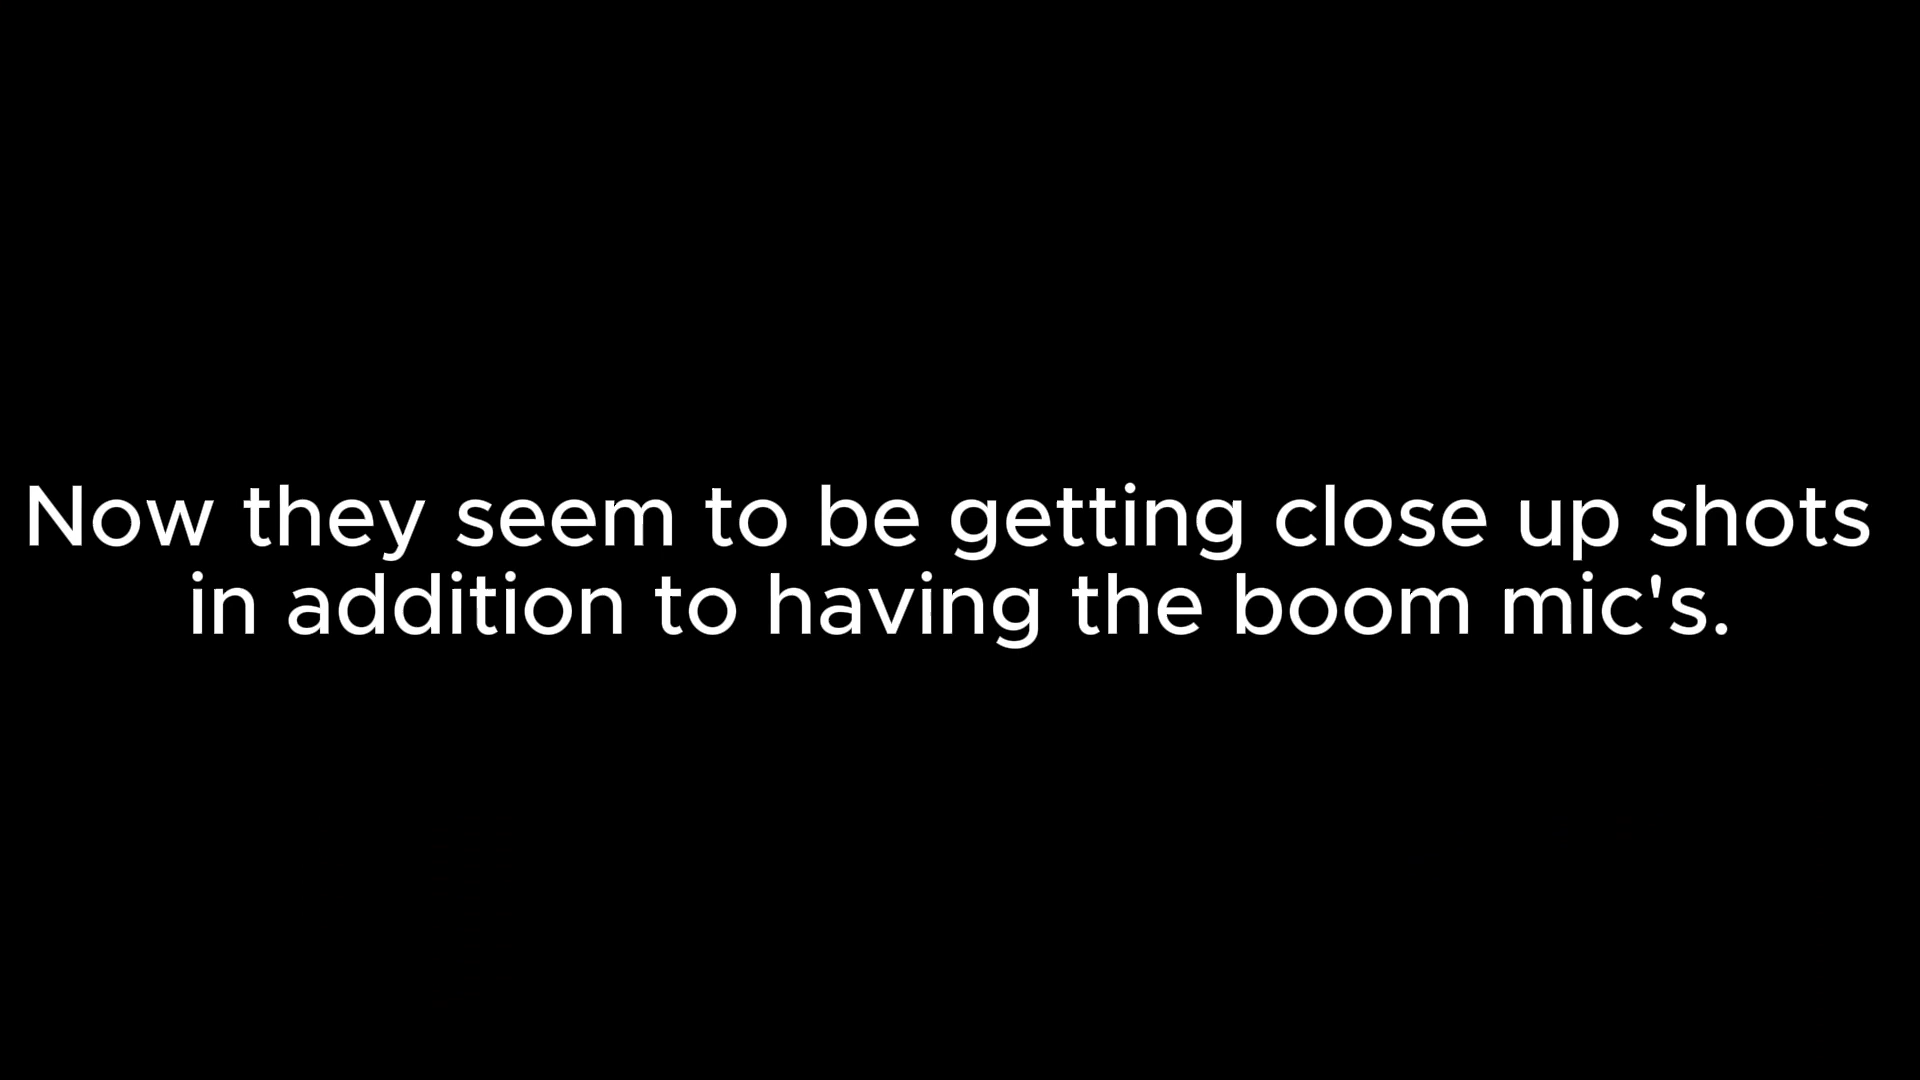 Now they seem to be getting close up shots
in addition to having the boom mic's.